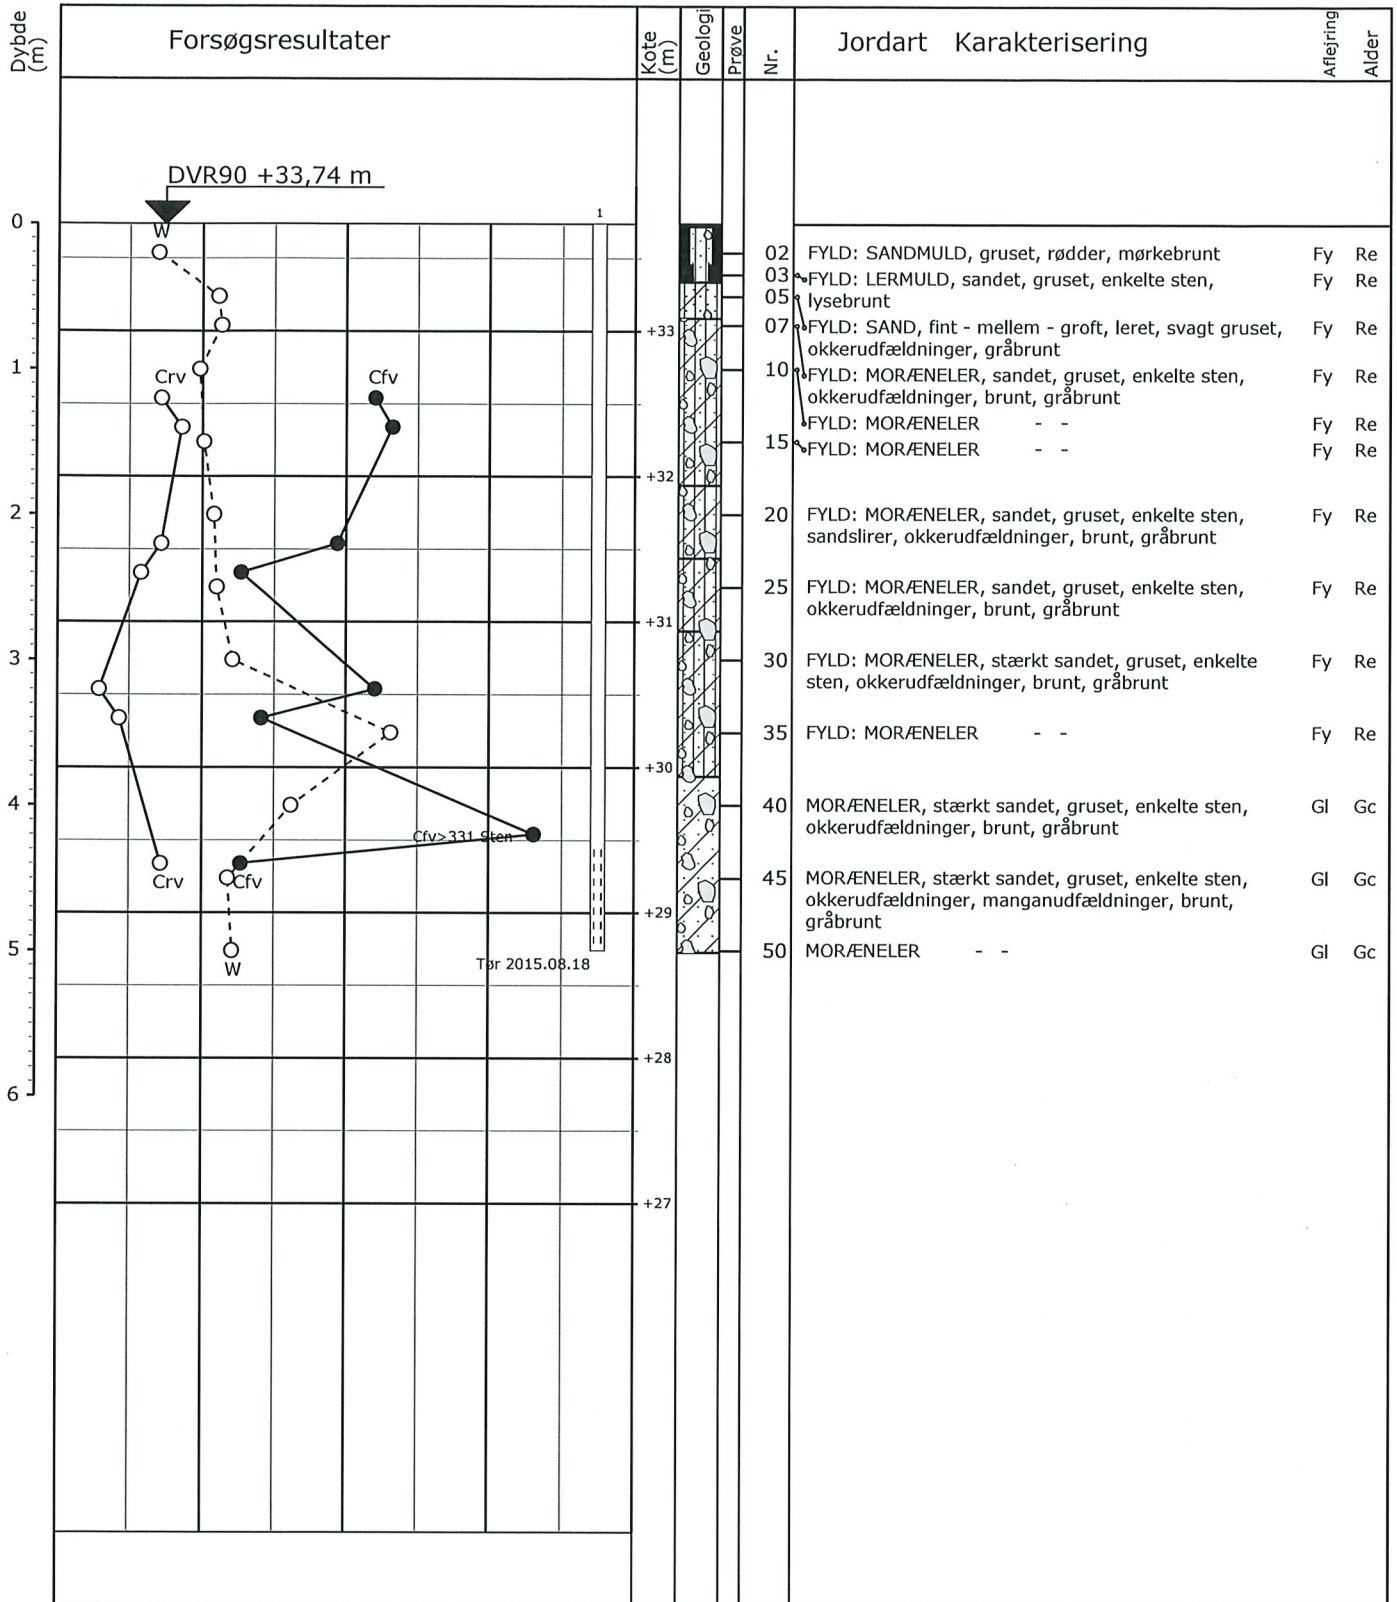 Dybde (m)
Forsøgsresultater
Kote (m)
Geologi
Prøve
Nr.
Jordart Karakterisering
Aflejring
Alder
DVR90 +33,74 m
0
W
1
02 FYLD: SANDMULD, gruset, rødder, mørkebrunt Fy Re
03 FYLD: LERMULD, sandet, gruset, enkelte sten, Fy Re
05 lysebrunt
+33
07 FYLD: SAND, fint - mellem - groft, leret, svagt gruset, Fy Re
okkerudfældninger, gråbrunt
1
Crv
Cfv
10 FYLD: MORÆNELER, sandet, gruset, enkelte sten, Fy Re
okkerudfældninger, brunt, gråbrunt
FYLD: MORÆNELER - - Fy Re
15 FYLD: MORÆNELER - - Fy Re
+32
2
20 FYLD: MORÆNELER, sandet, gruset, enkelte sten, Fy Re
sandslirer, okkerudfældninger, brunt, gråbrunt
25 FYLD: MORÆNELER, sandet, gruset, enkelte sten, Fy Re
okkerudfældninger, brunt, gråbrunt
+31
3
30 FYLD: MORÆNELER, stærkt sandet, gruset, enkelte Fy Re
sten, okkerudfældninger, brunt, gråbrunt
35 FYLD: MORÆNELER - - Fy Re
+30
4
40 MORÆNELER, stærkt sandet, gruset, enkelte sten, Gl Gc
okkerudfældninger, brunt, gråbrunt
Cfv>331 Sten
Crv
Cfv
45 MORÆNELER, stærkt sandet, gruset, enkelte sten, Gl Gc
okkerudfældninger, manganudfældninger, brunt,
gråbrunt
+29
5
W
Tør 2015.08.18
50 MORÆNELER - - Gl Gc
+28
6
+27